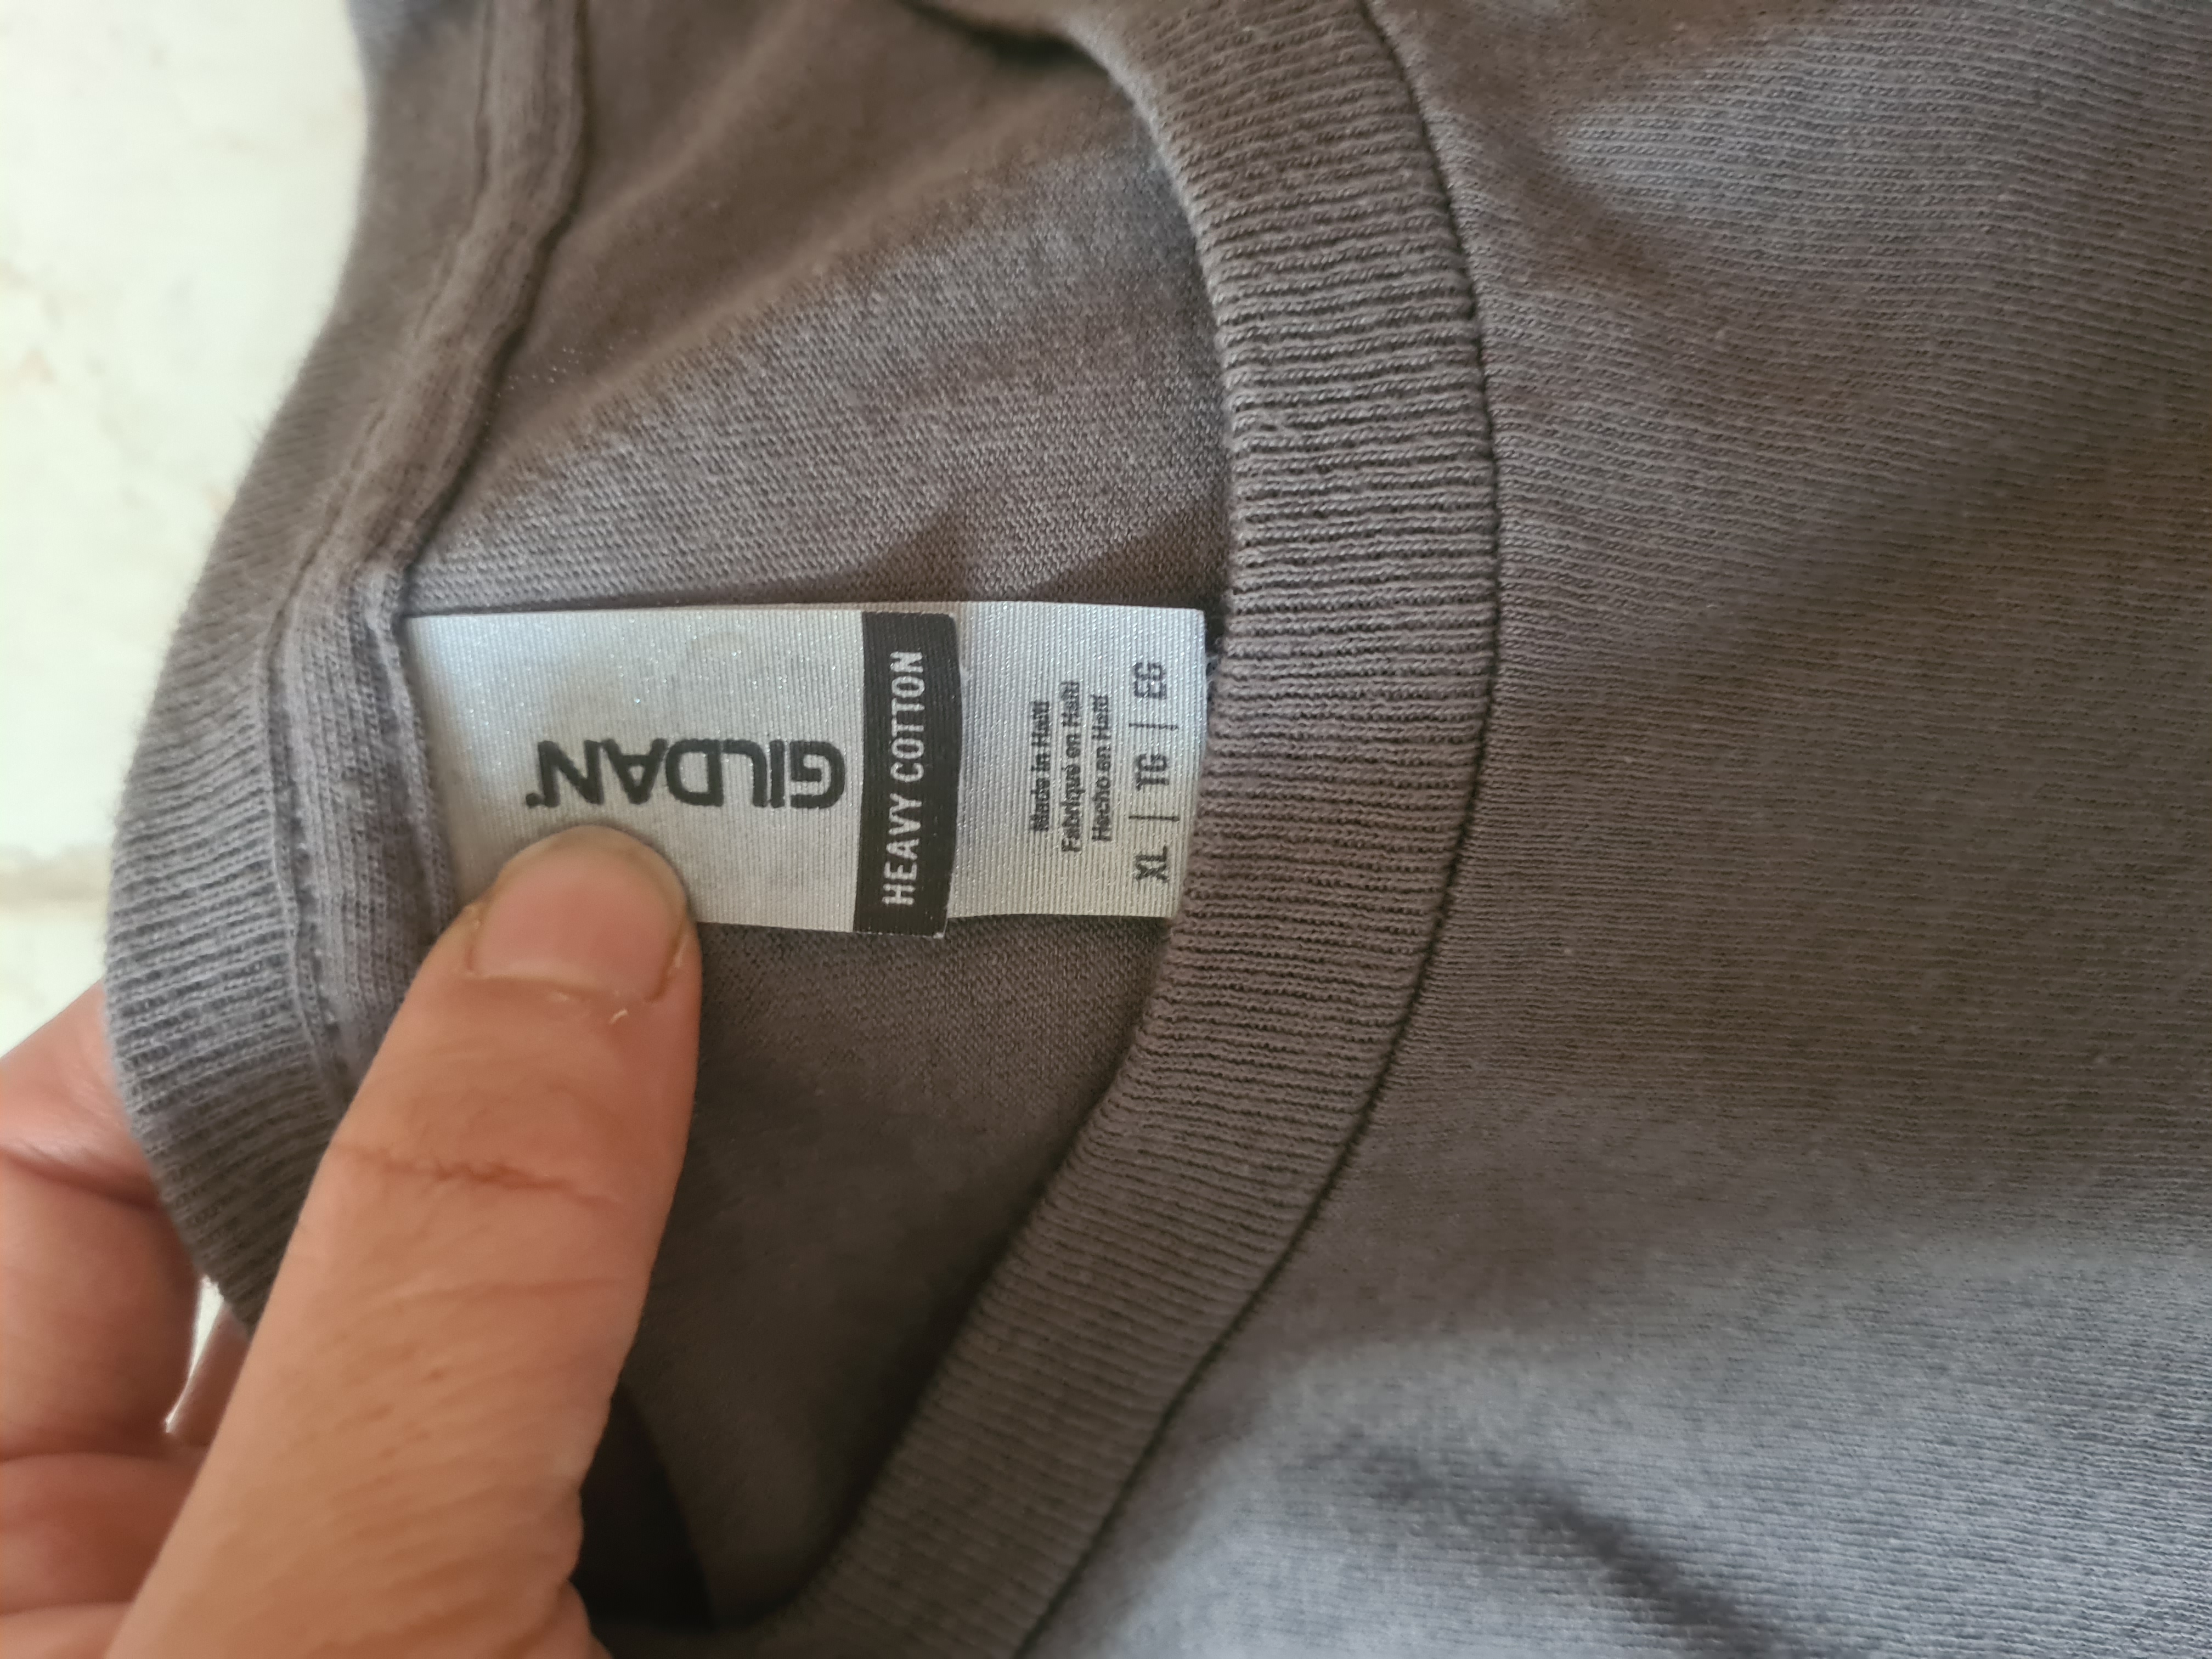 GILDAN
HEAVY COTTON
Made in Haiti
Fabriqué en Haïti
Hecho en Haití
XL | TG | EG